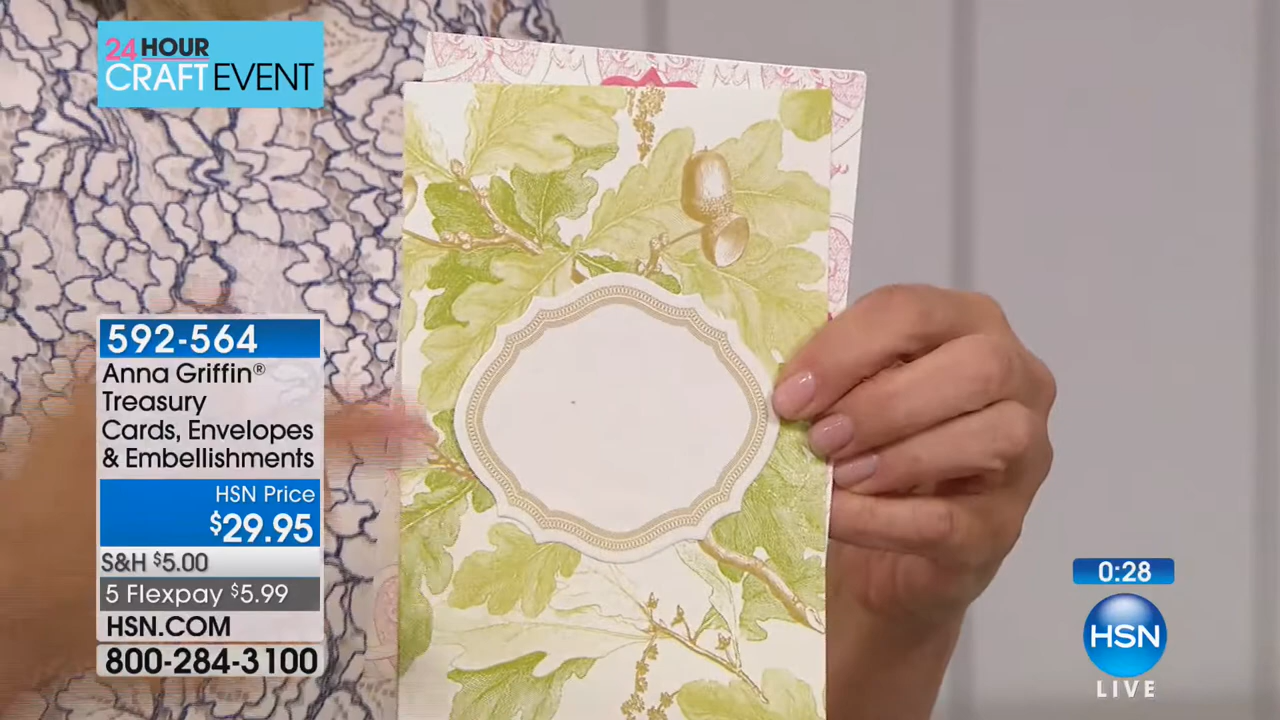 24 HOUR
CRAFT EVENT
592-564
Anna Griffin®
Treasury
Cards, Envelopes
& Embellishments
HSN Price
$29.95
S&H $5.00
5 Flexpay $5.99
HSN.COM
800-284-3100
0:28
HSN
LIVE